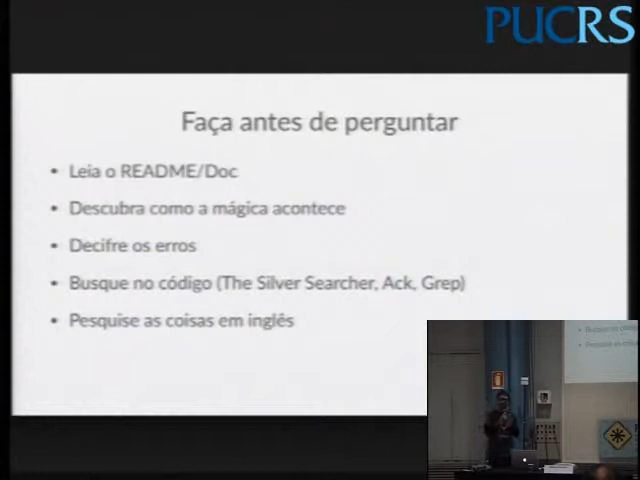 PUCRS
Faça antes de perguntar
• Leia o README/Doc
• Descubra como a mágica acontece
• Decifre os erros
• Busque no código (The Silver Searcher, Ack, Grep)
• Pesquise as coisas em inglês